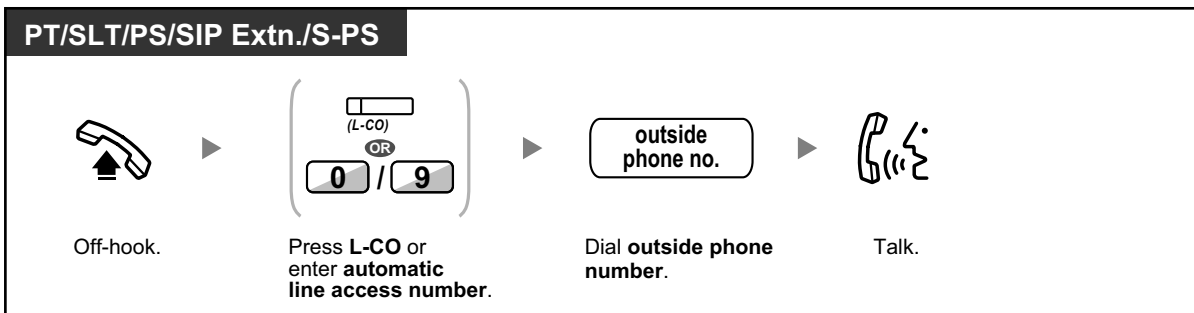 PT/SLT/PS/SIP Extn./S-PS
(L-CO)
OR
0 / 9
outside
phone no.
Off-hook.
Press L-CO or
enter automatic
line access number.
Dial outside phone
number.
Talk.